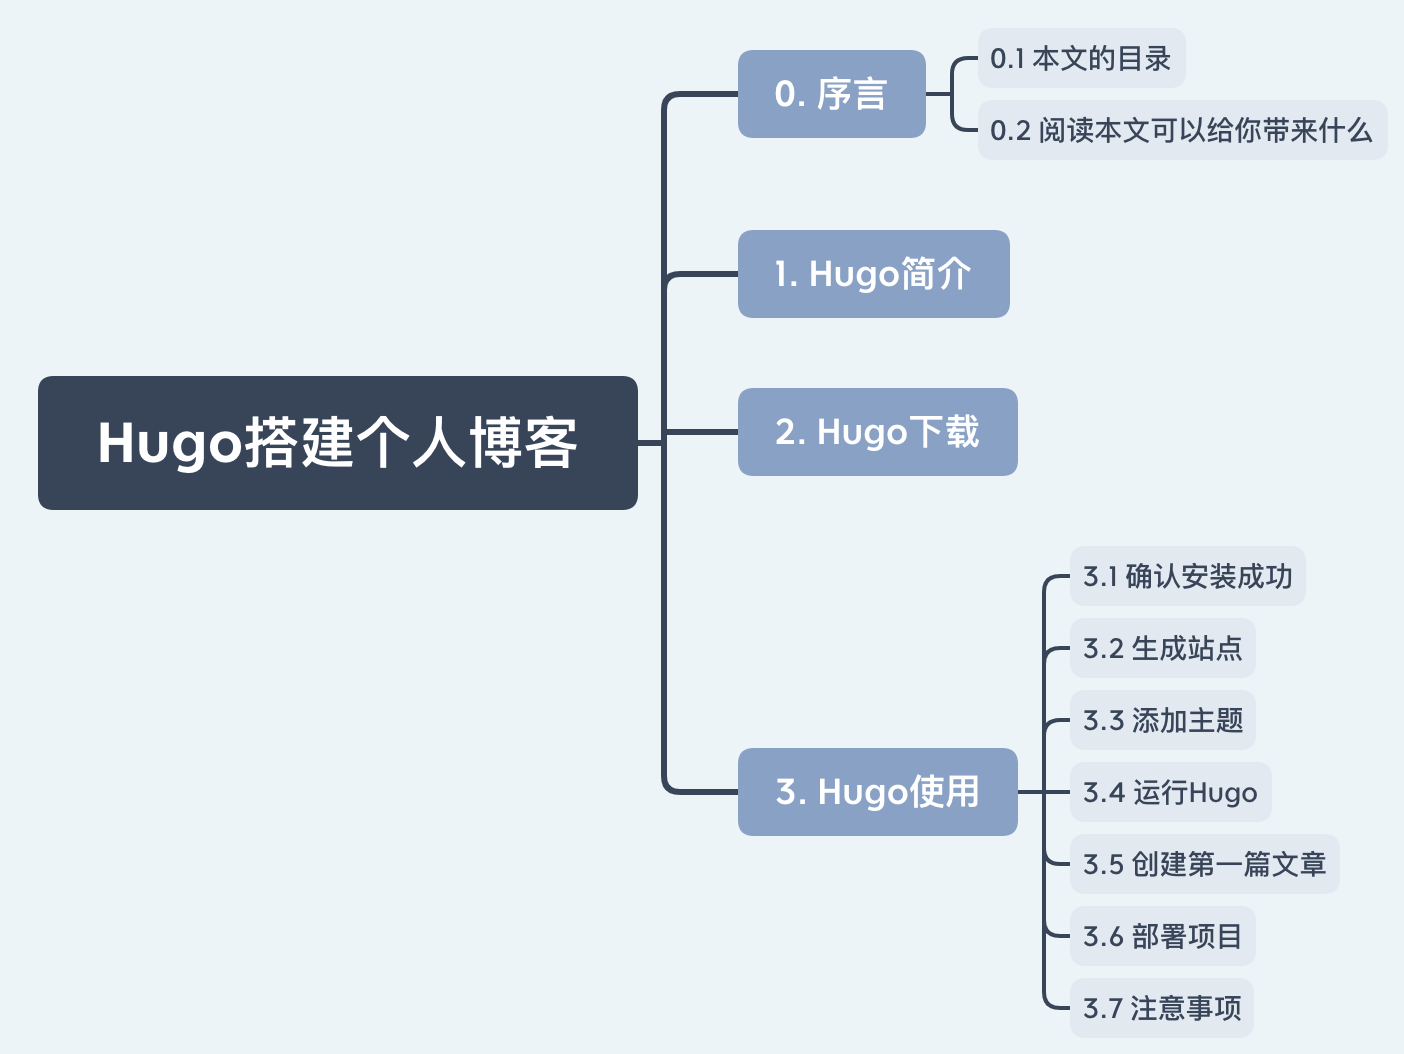 Hugo搭建个人博客
0. 序言
0.1 本文的目录
0.2 阅读本文可以给你带来什么
1. Hugo简介
2. Hugo下载
3. Hugo使用
3.1 确认安装成功
3.2 生成站点
3.3 添加主题
3.4 运行Hugo
3.5 创建第一篇文章
3.6 部署项目
3.7 注意事项